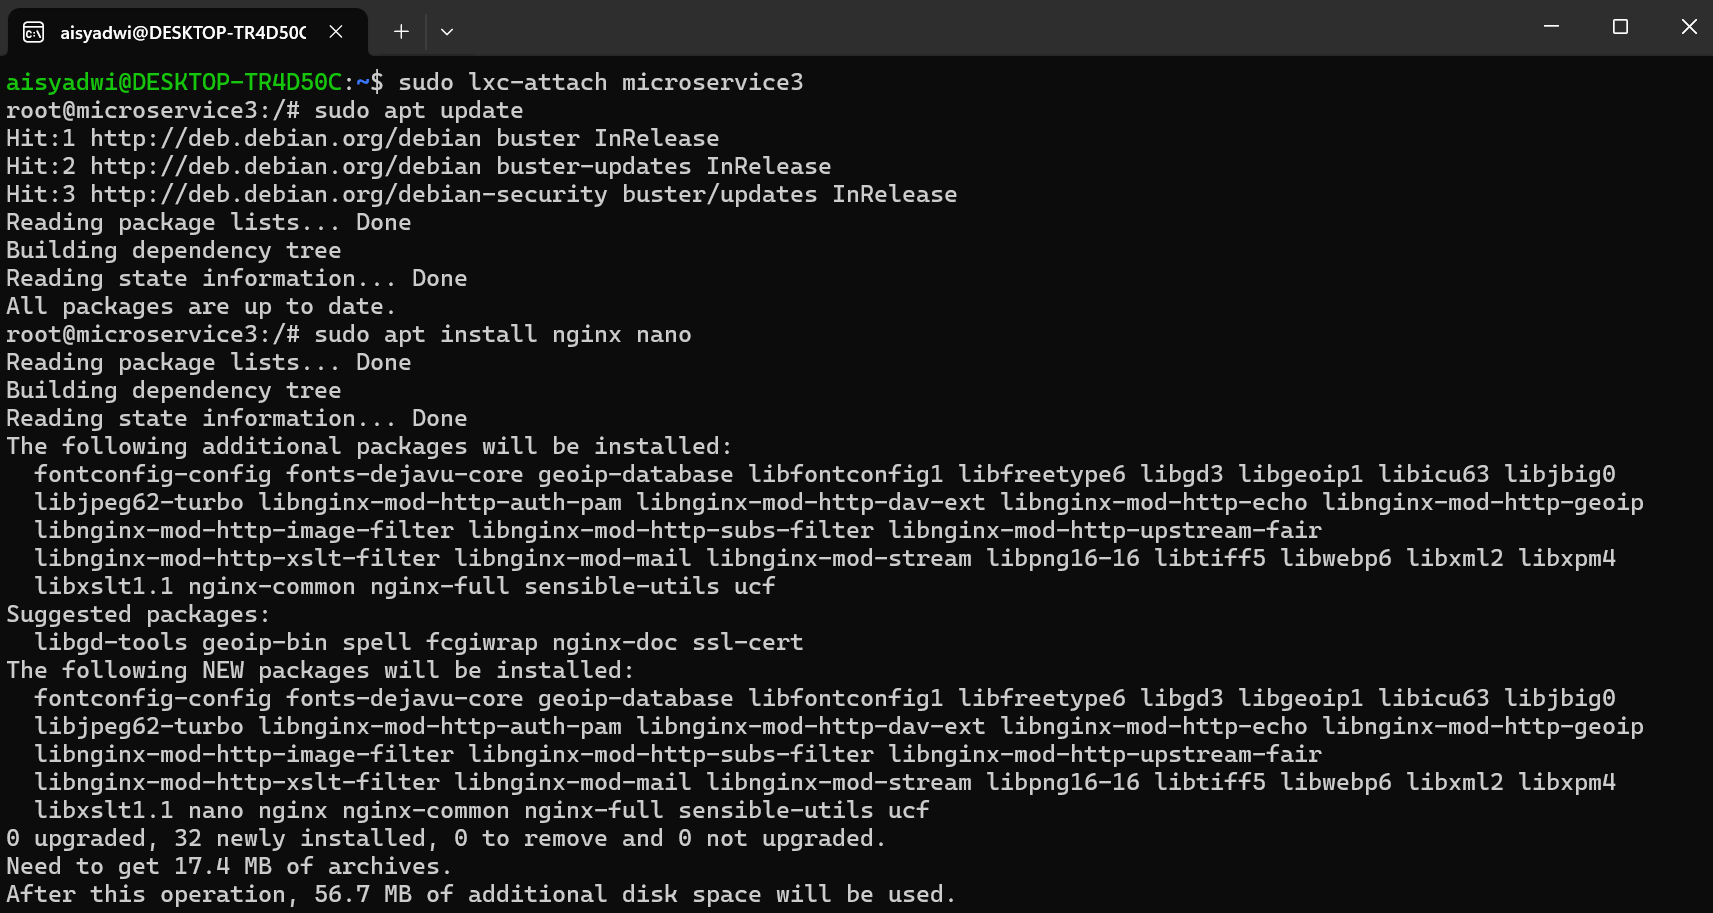 aisyadwi@DESKTOP-TR4D50C
aisyadwi@DESKTOP-TR4D50C:~$ sudo lxc-attach microservice3
root@microservice3:/# sudo apt update
Hit:1 http://deb.debian.org/debian buster InRelease
Hit:2 http://deb.debian.org/debian buster-updates InRelease
Hit:3 http://deb.debian.org/debian-security buster/updates InRelease
Reading package lists... Done
Building dependency tree
Reading state information... Done
All packages are up to date.
root@microservice3:/# sudo apt install nginx nano
Reading package lists... Done
Building dependency tree
Reading state information... Done
The following additional packages will be installed:
  fontconfig-config fonts-dejavu-core geoip-database libfontconfig1 libfreetype6 libgd3 libgeoip1 libicu63 libjbig0
  libjpeg62-turbo libnginx-mod-http-auth-pam libnginx-mod-http-dav-ext libnginx-mod-http-echo libnginx-mod-http-geoip
  libnginx-mod-http-image-filter libnginx-mod-http-subs-filter libnginx-mod-http-upstream-fair
  libnginx-mod-http-xslt-filter libnginx-mod-mail libnginx-mod-stream libpng16-16 libtiff5 libwebp6 libxml2 libxpm4
  libxslt1.1 nginx-common nginx-full sensible-utils ucf
Suggested packages:
  libgd-tools geoip-bin spell fcgiwrap nginx-doc ssl-cert
The following NEW packages will be installed:
  fontconfig-config fonts-dejavu-core geoip-database libfontconfig1 libfreetype6 libgd3 libgeoip1 libicu63 libjbig0
  libjpeg62-turbo libnginx-mod-http-auth-pam libnginx-mod-http-dav-ext libnginx-mod-http-echo libnginx-mod-http-geoip
  libnginx-mod-http-image-filter libnginx-mod-http-subs-filter libnginx-mod-http-upstream-fair
  libnginx-mod-http-xslt-filter libnginx-mod-mail libnginx-mod-stream libpng16-16 libtiff5 libwebp6 libxml2 libxpm4
  libxslt1.1 nano nginx nginx-common nginx-full sensible-utils ucf
0 upgraded, 32 newly installed, 0 to remove and 0 not upgraded.
Need to get 17.4 MB of archives.
After this operation, 56.7 MB of additional disk space will be used.